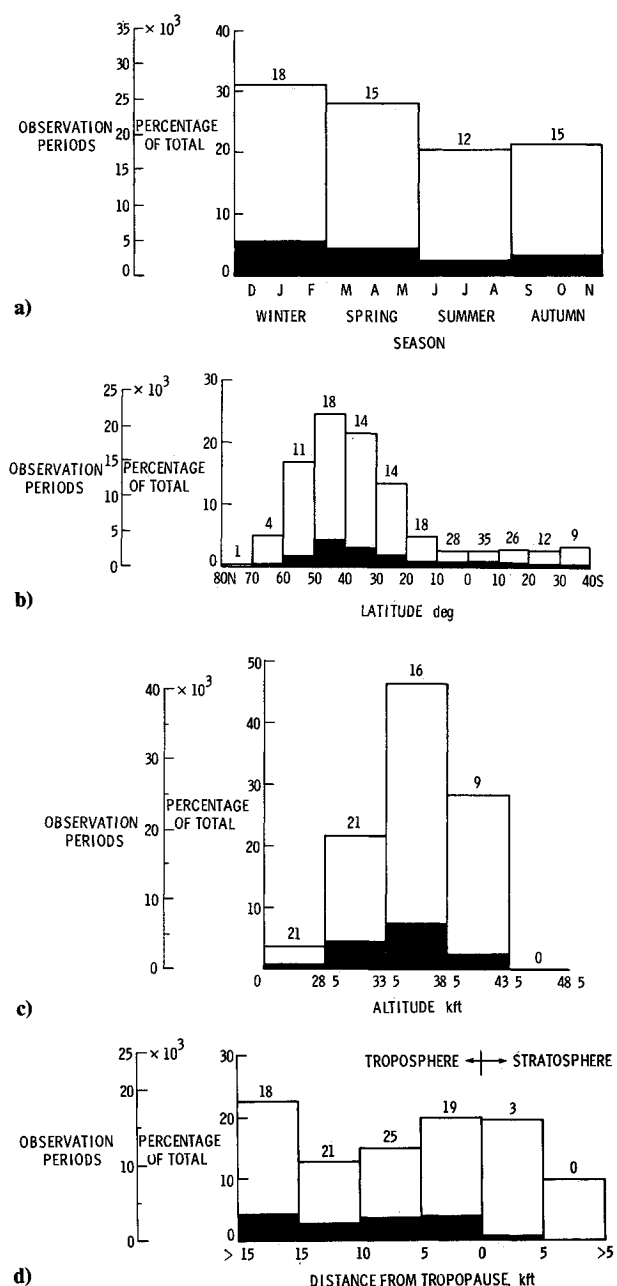 35 × 10³
30
25
20
15
10
5
0
OBSERVATION PERIODS
PERCENTAGE OF TOTAL
40
30
20
10
0
18
15
12
15
D J F M A M J J A S O N
WINTER SPRING SUMMER AUTUMN
SEASON
a)
25 × 10³
20
15
10
5
0
OBSERVATION PERIODS
PERCENTAGE OF TOTAL
30
20
10
0
1 4 11 18 14 14 18 28 35 26 12 9
80N 70 60 50 40 30 20 10 0 10 20 30 40S
LATITUDE deg
b)
40 × 10³
30
20
10
0
OBSERVATION PERIODS
PERCENTAGE OF TOTAL
50
40
30
20
10
21
21
16
9
0
0 28 5 33 5 38 5 43 5 48 5
ALTITUDE kft
c)
25 × 10³
20
15
10
5
0
OBSERVATION PERIODS
PERCENTAGE OF TOTAL
30
20
10
0
TROPOSPHERE STRATOSPHERE
18 21 25 19 3 0
> 15 15 10 5 0 5 >5
DISTANCE FROM TROPOPAUSE, kft
d)